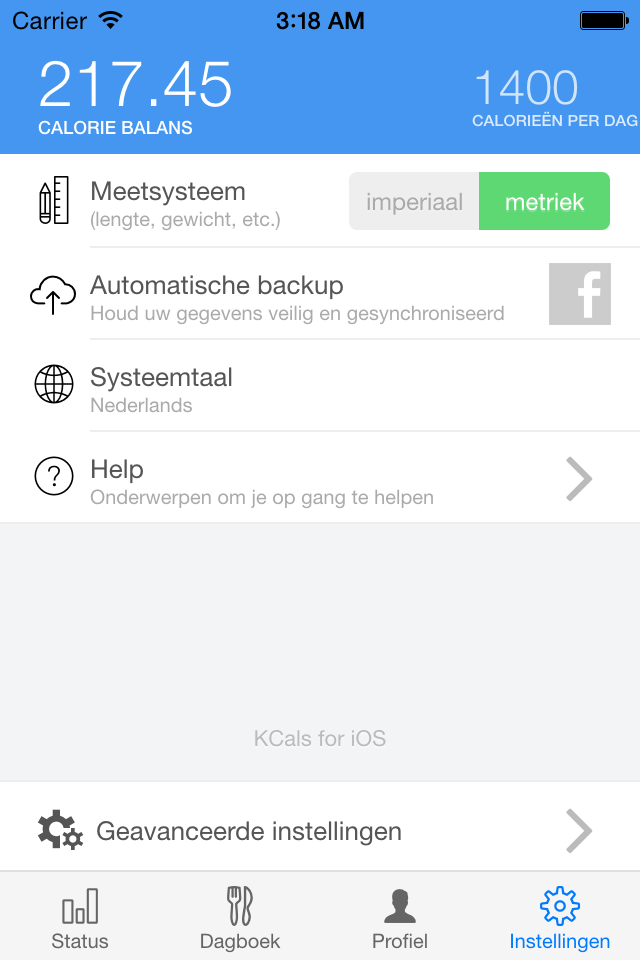 Carrier 3:18 AM
217.45
CALORIE BALANS
1400
CALORIEËN PER DAG
Meetsysteem
(lengte, gewicht, etc.)
imperiaal metriek
Automatische backup
Houd uw gegevens veilig en gesynchroniseerd
f
Systeemtaal
Nederlands
?
Help
Onderwerpen om je op gang te helpen
KCals for iOS
Geavanceerde instellingen
Status Dagboek Profiel Instellingen